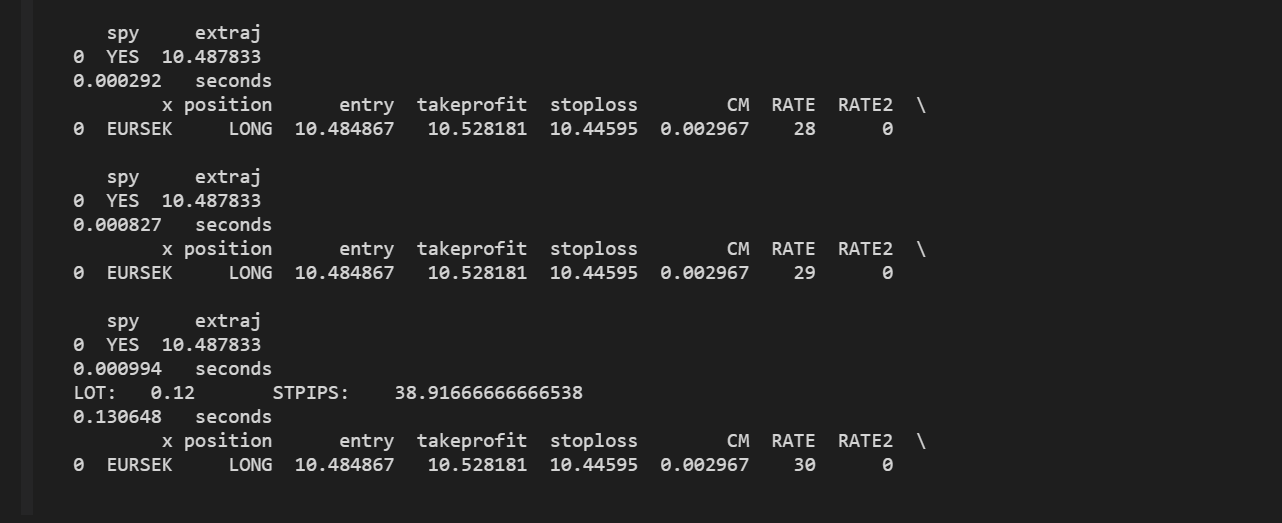 spy     extraj
0  YES  10.487833
0.000292   seconds
x position      entry  takeprofit  stoploss        CM  RATE  RATE2  \
0  EURSEK     LONG  10.484867   10.528181  10.44595  0.002967    28      0
spy     extraj
0  YES  10.487833
0.000827   seconds
x position      entry  takeprofit  stoploss        CM  RATE  RATE2  \
0  EURSEK     LONG  10.484867   10.528181  10.44595  0.002967    29      0
spy     extraj
0  YES  10.487833
0.000994   seconds
LOT:   0.12       STPIPS:    38.91666666666538
0.130648   seconds
x position      entry  takeprofit  stoploss        CM  RATE  RATE2  \
0  EURSEK     LONG  10.484867   10.528181  10.44595  0.002967    30      0